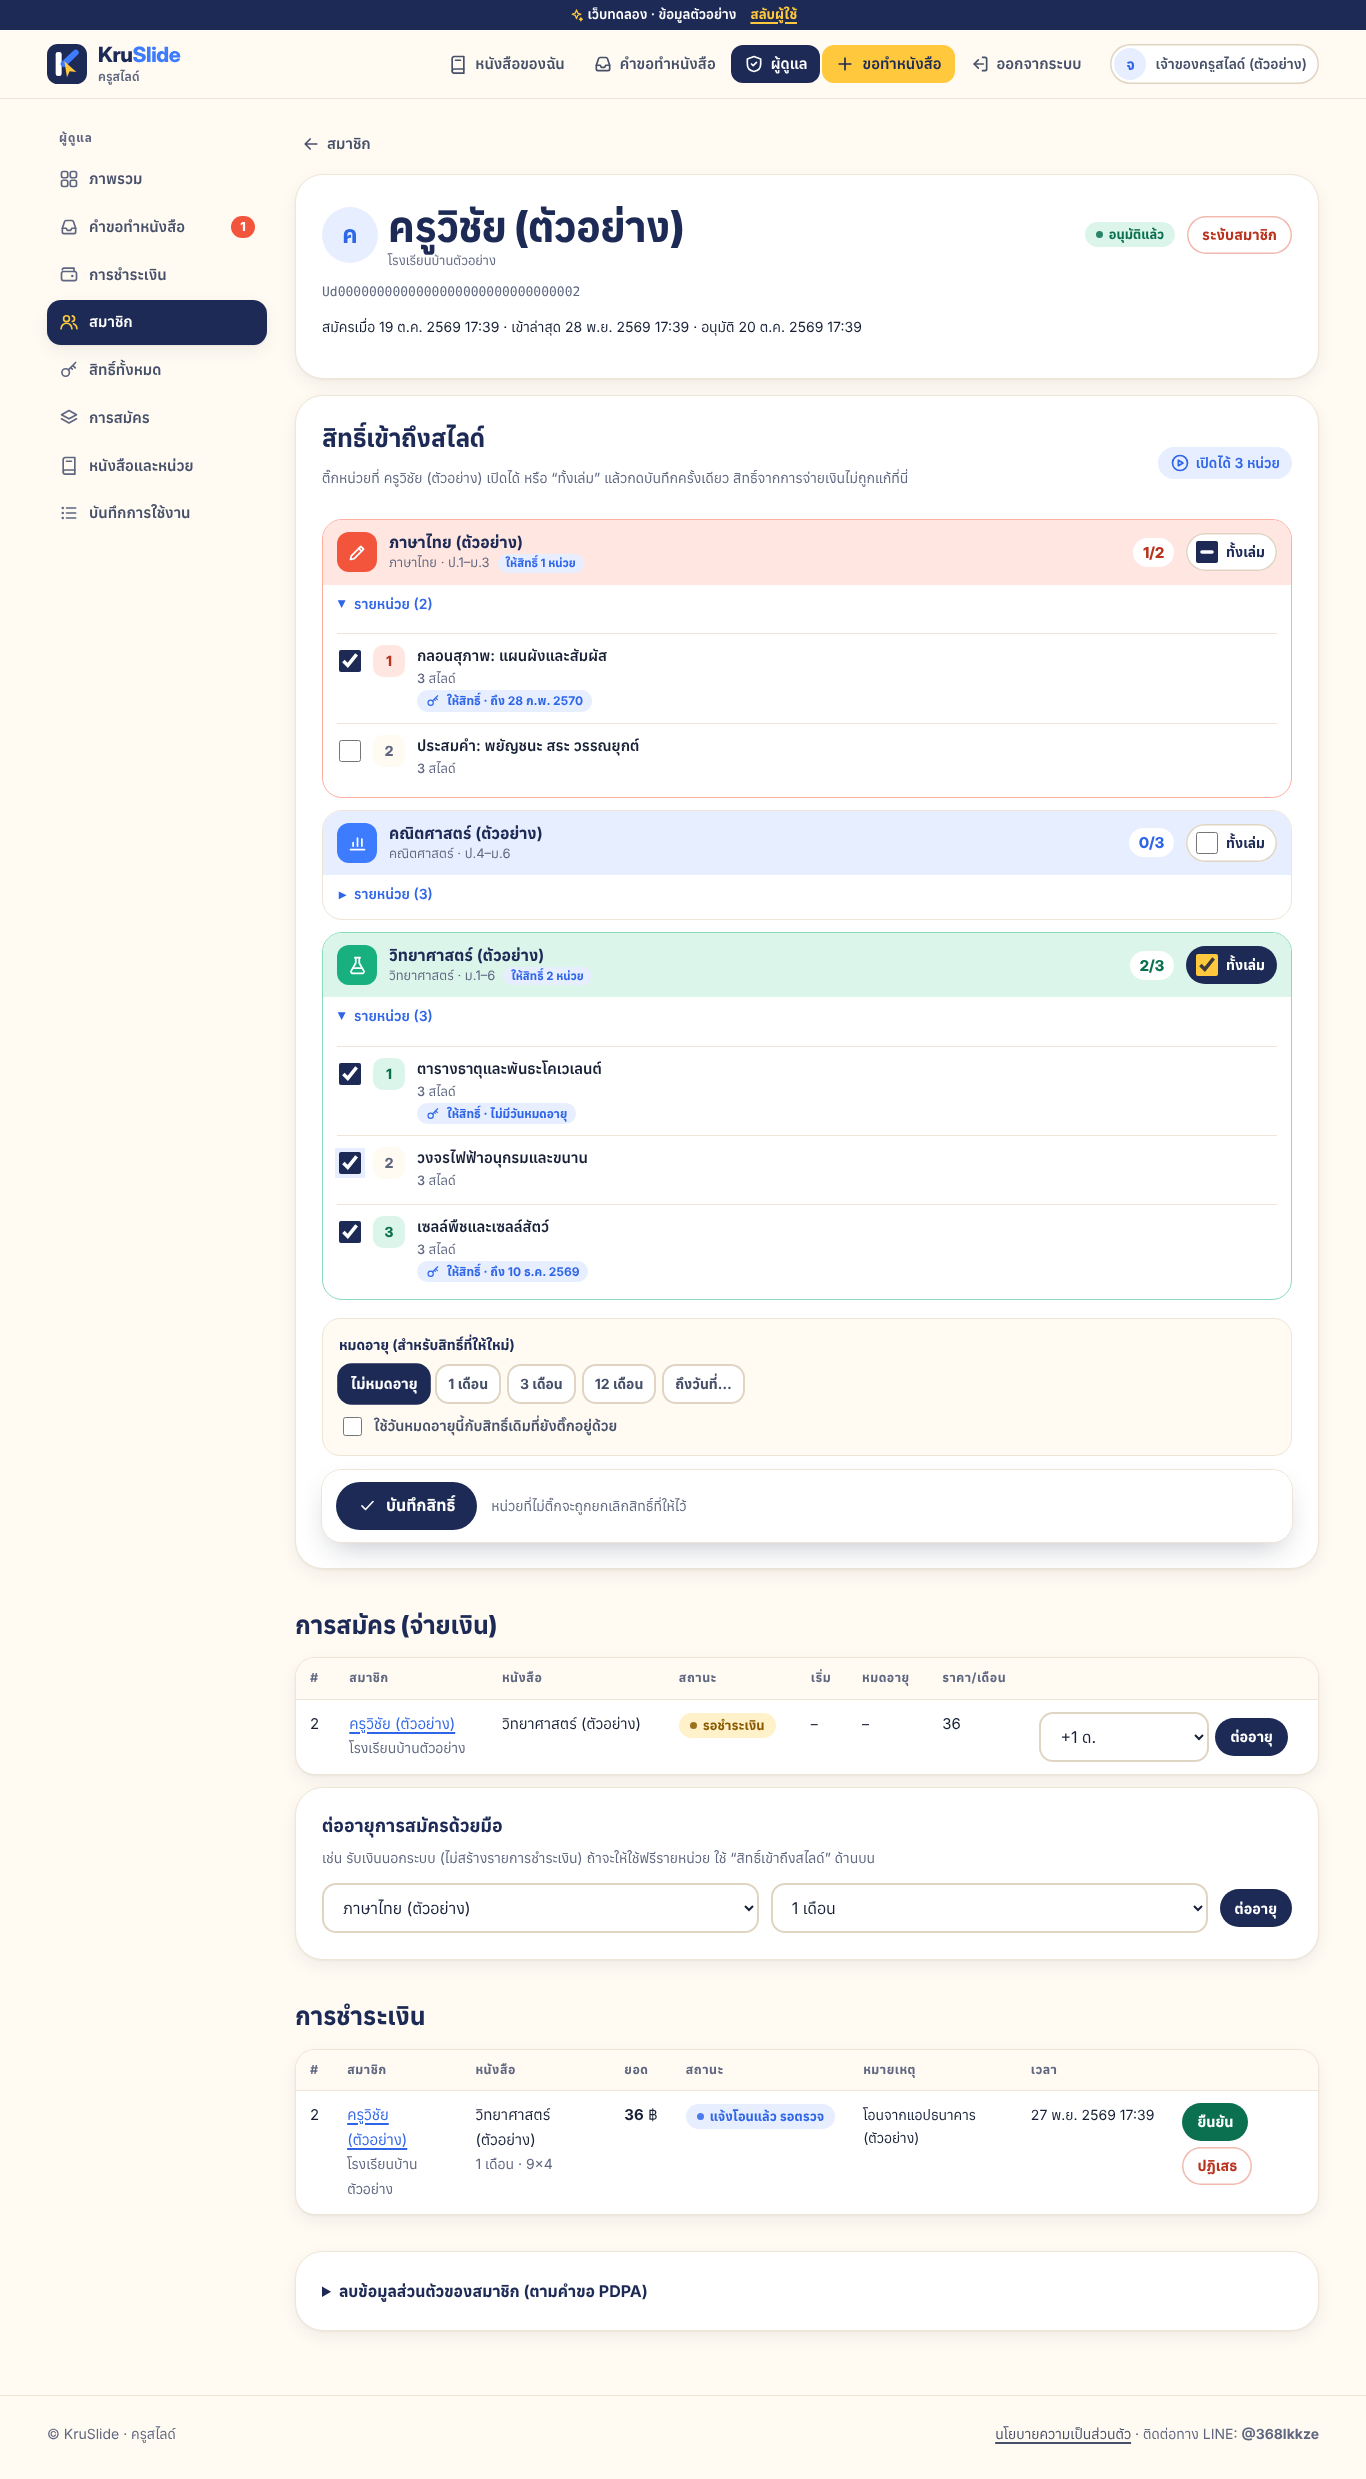 เว็บทดลอง · ข้อมูลตัวอย่าง สลับผู้ใช้
KruSlide
ครูสไลด์
หนังสือของฉัน
คำขอทำหนังสือ
ผู้ดูแล
ขอทำหนังสือ
ออกจากระบบ
จ เจ้าของครูสไลด์ (ตัวอย่าง)
ผู้ดูแล
ภาพรวม
คำขอทำหนังสือ 1
การชำระเงิน
สมาชิก
สิทธิ์ทั้งหมด
การสมัคร
หนังสือและหน่วย
บันทึกการใช้งาน
← สมาชิก
ค ครูวิชัย (ตัวอย่าง)
โรงเรียนบ้านตัวอย่าง
อนุมัติแล้ว
ระงับสมาชิก
Ud00000000000000000000000000000002
สมัครเมื่อ 19 ต.ค. 2569 17:39 · เข้าล่าสุด 28 พ.ย. 2569 17:39 · อนุมัติ 20 ต.ค. 2569 17:39
สิทธิ์เข้าถึงสไลด์
ติ๊กหน่วยที่ ครูวิชัย (ตัวอย่าง) เปิดได้ หรือ “ทั้งเล่ม” แล้วกดบันทึกครั้งเดียว สิทธิ์จากการจ่ายเงินไม่ถูกแก้ที่นี่
เปิดได้ 3 หน่วย
ภาษาไทย (ตัวอย่าง)
ภาษาไทย · ป.1–ม.3 ให้สิทธิ์ 1 หน่วย
1/2
ทั้งเล่ม
▼ รายหน่วย (2)
1 กลอนสุภาพ: แผนผังและสัมผัส
3 สไลด์
ให้สิทธิ์ · ถึง 28 ก.พ. 2570
2 ประสมคำ: พยัญชนะ สระ วรรณยุกต์
3 สไลด์
คณิตศาสตร์ (ตัวอย่าง)
คณิตศาสตร์ · ป.4–ม.6
0/3
ทั้งเล่ม
► รายหน่วย (3)
วิทยาศาสตร์ (ตัวอย่าง)
วิทยาศาสตร์ · ม.1–6 ให้สิทธิ์ 2 หน่วย
2/3
ทั้งเล่ม
▼ รายหน่วย (3)
1 ตารางธาตุและพันธะโคเวเลนต์
3 สไลด์
ให้สิทธิ์ · ไม่มีวันหมดอายุ
2 วงจรไฟฟ้าอนุกรมและขนาน
3 สไลด์
3 เซลล์พืชและเซลล์สัตว์
3 สไลด์
ให้สิทธิ์ · ถึง 10 ธ.ค. 2569
หมดอายุ (สำหรับสิทธิ์ที่ให้ใหม่)
ไม่หมดอายุ 1 เดือน 3 เดือน 12 เดือน ถึงวันที่…
ใช้วันหมดอายุนี้กับสิทธิ์เดิมที่ยังติ๊กอยู่ด้วย
บันทึกสิทธิ์ หน่วยที่ไม่ติ๊กจะถูกยกเลิกสิทธิ์ที่ให้ไว้
การสมัคร (จ่ายเงิน)
# สมาชิก หนังสือ สถานะ เริ่ม หมดอายุ ราคา/เดือน
2 ครูวิชัย (ตัวอย่าง) วิทยาศาสตร์ (ตัวอย่าง) รอชำระเงิน – – 36 +1 ด. ต่ออายุ
โรงเรียนบ้านตัวอย่าง
ต่ออายุการสมัครด้วยมือ
เช่น รับเงินนอกระบบ (ไม่สร้างรายการชำระเงิน) ถ้าจะให้ใช้ฟรีรายหน่วย ใช้ “สิทธิ์เข้าถึงสไลด์” ด้านบน
ภาษาไทย (ตัวอย่าง) 1 เดือน ต่ออายุ
การชำระเงิน
# สมาชิก หนังสือ ยอด สถานะ หมายเหตุ เวลา
2 ครูวิชัย วิทยาศาสตร์ 36 ฿ แจ้งโอนแล้ว รอตรวจ โอนจากแอปธนาคาร 27 พ.ย. 2569 17:39 ยืนยัน
(ตัวอย่าง) (ตัวอย่าง) (ตัวอย่าง)
โรงเรียนบ้าน 1 เดือน · 9×4 ปฏิเสธ
ตัวอย่าง
► ลบข้อมูลส่วนตัวของสมาชิก (ตามคำขอ PDPA)
© KruSlide · ครูสไลด์
นโยบายความเป็นส่วนตัว · ติดต่อทาง LINE: @368lkkze